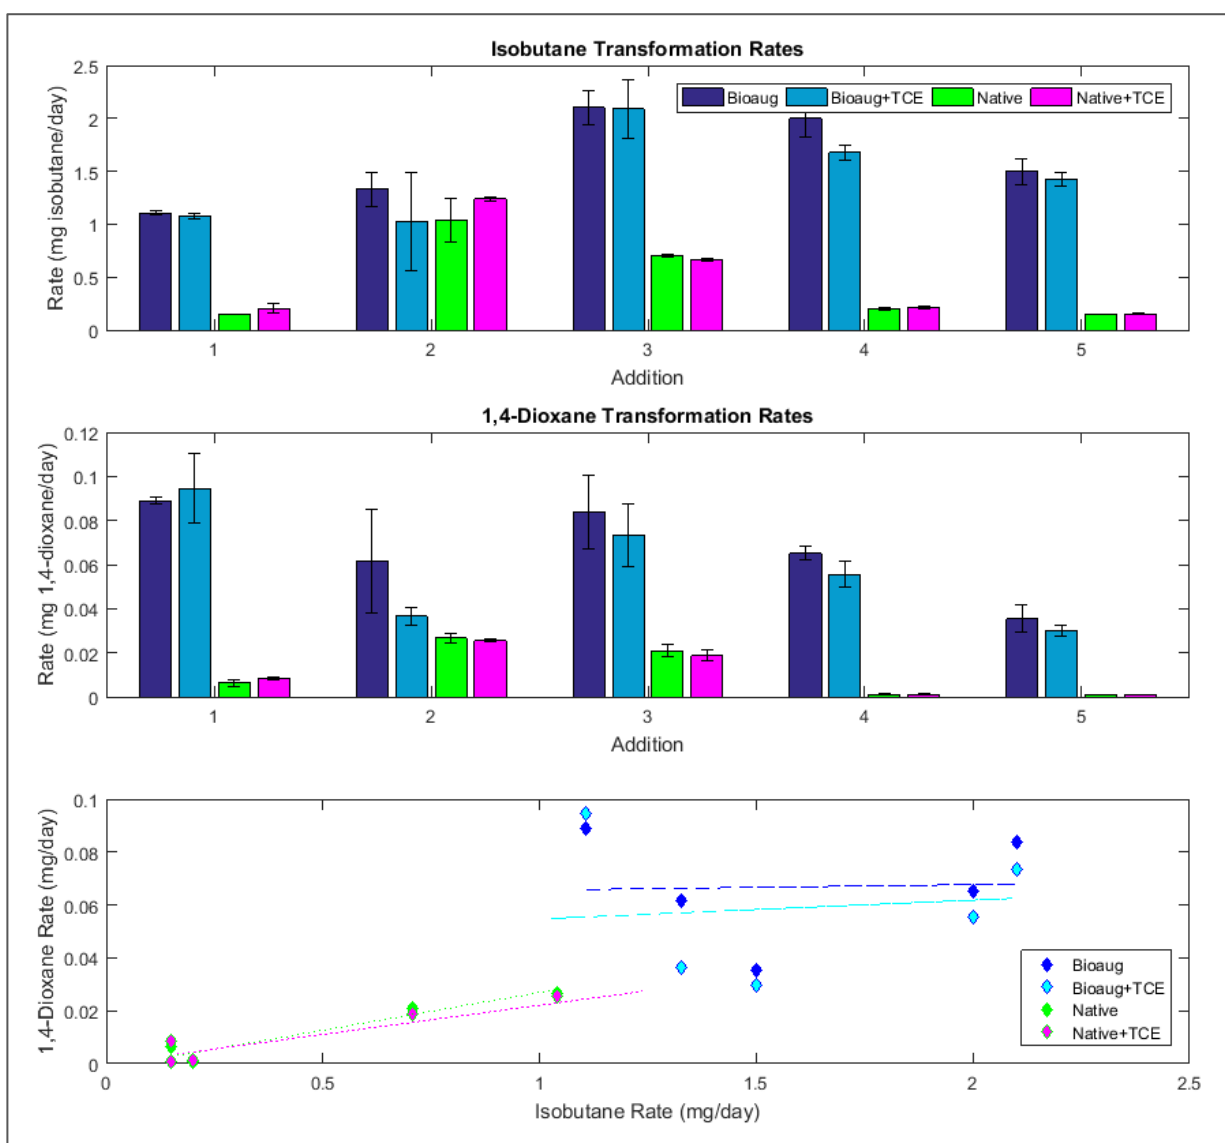 Isobutane Transformation Rates
Rate (mg isobutane/day)
2.5
2
1.5
1
0.5
0
Bioaug Bioaug+TCE Native Native+TCE
1 2 3 4 5
Addition
1,4-Dioxane Transformation Rates
Rate (mg 1,4-dioxane/day)
0.12
0.1
0.08
0.06
0.04
0.02
0
1 2 3 4 5
Addition
1,4-Dioxane Rate (mg/day)
0.1
0.08
0.06
0.04
0.02
0
Bioaug
Bioaug+TCE
Native
Native+TCE
0 0.5 1 1.5 2 2.5
Isobutane Rate (mg/day)